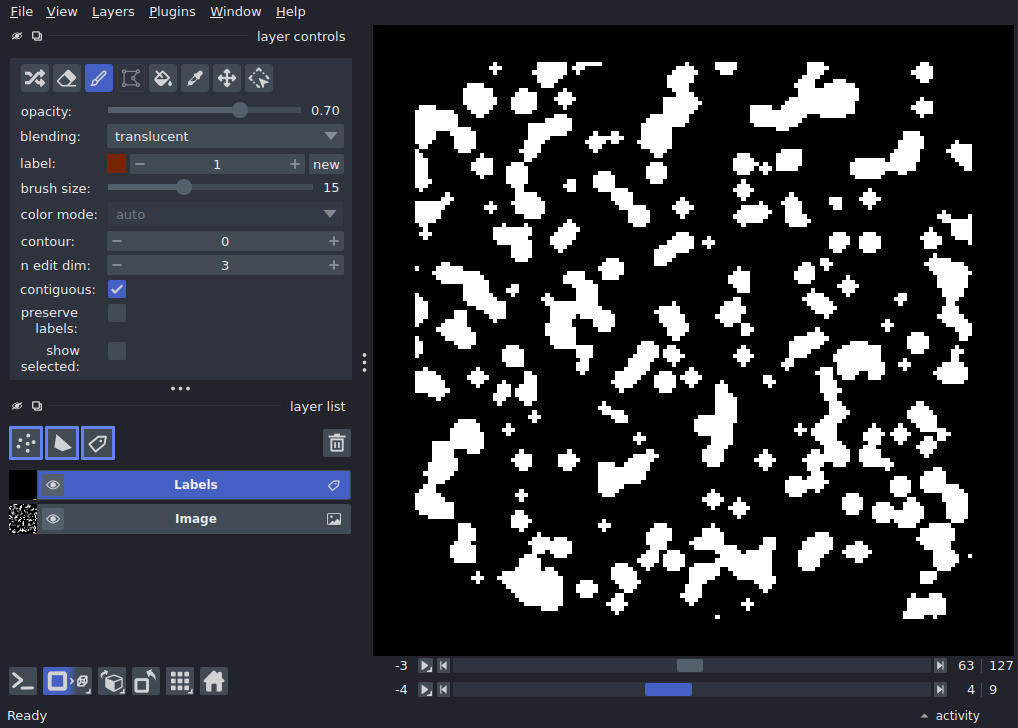 File View Layers Plugins Window Help
layer controls
opacity: 0.70
blending: translucent
label: 1 new
brush size: 15
color mode: auto
contour: 0
n edit dim: 3
contiguous:
preserve
labels:
show
selected:
layer list
Labels
Image
-3 63 127
-4 4 9
Ready activity